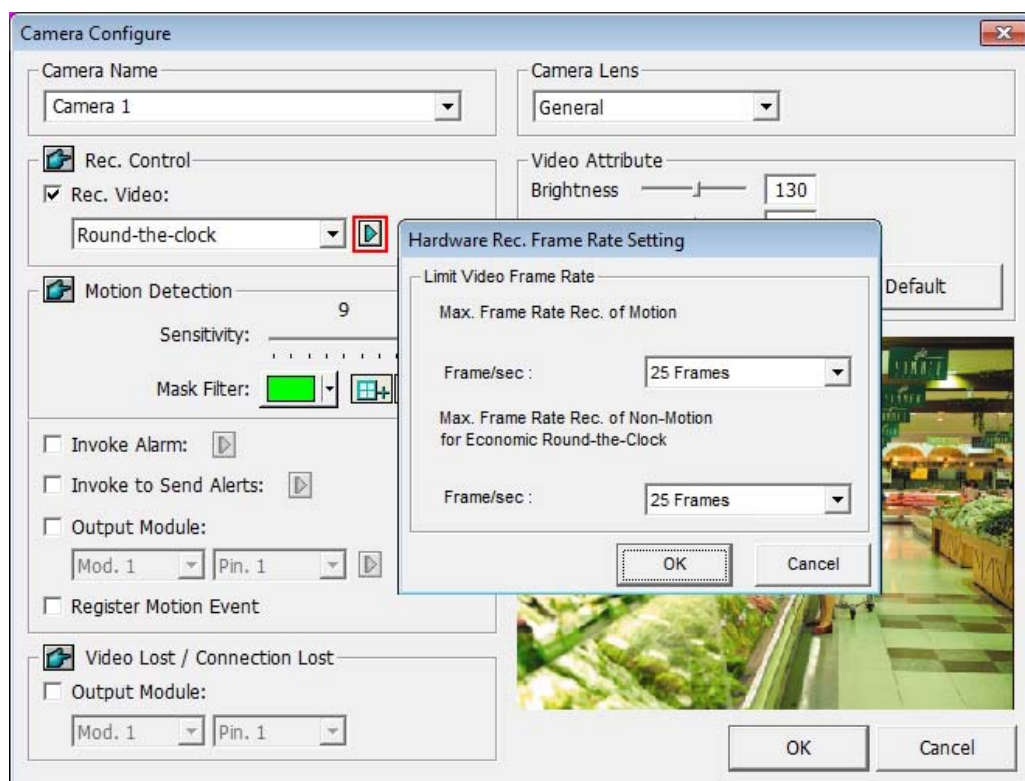 Camera Configure
Camera Name
Camera 1
Camera Lens
General
Rec. Control
Rec. Video:
Round-the-clock
Video Attribute
Brightness
130
Default
Motion Detection
9
Sensitivity:
Mask Filter:
Invoke Alarm:
Invoke to Send Alerts:
Output Module:
Mod. 1 Pin. 1
Register Motion Event
Video Lost / Connection Lost
Output Module:
Mod. 1 Pin. 1
Hardware Rec. Frame Rate Setting
Limit Video Frame Rate
Max. Frame Rate Rec. of Motion
Frame/sec : 25 Frames
Max. Frame Rate Rec. of Non-Motion
for Economic Round-the-Clock
Frame/sec : 25 Frames
OK Cancel
OK Cancel